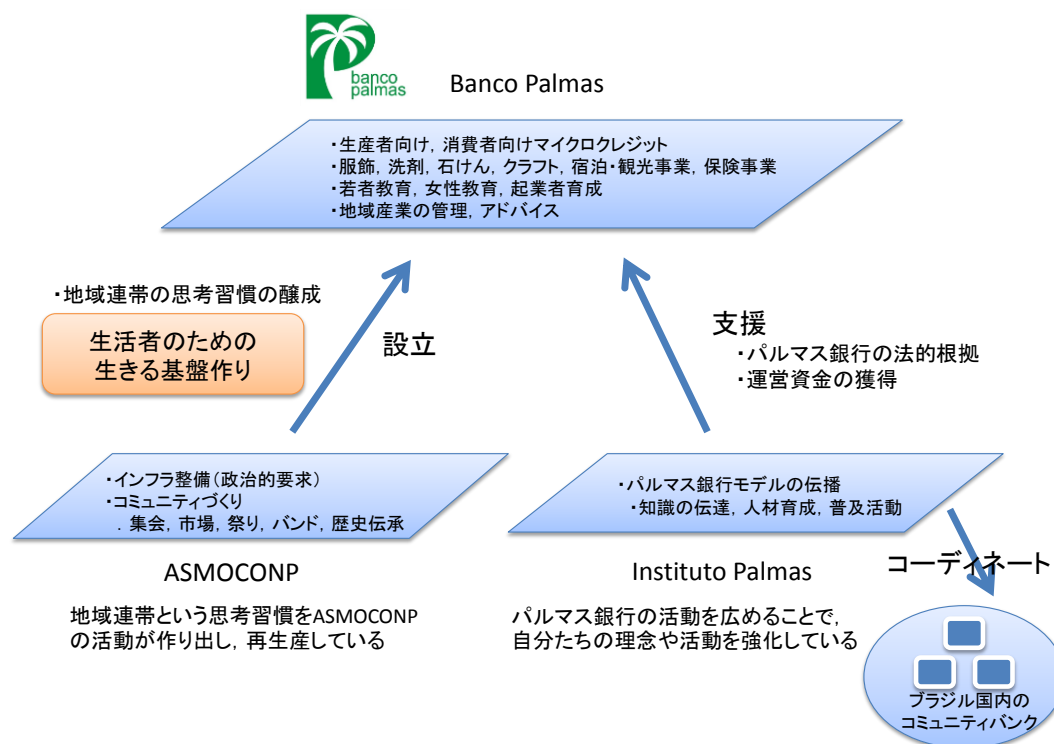 banco
palmas
Banco Palmas
・生産者向け，消費者向けマイクロクレジット
・服飾，洗剤，石けん，クラフト，宿泊・観光事業，保険事業
・若者教育，女性教育，起業者育成
・地域産業の管理，アドバイス
・地域連帯の思考習慣の醸成
生活者のための
生きる基盤作り
設立
支援
・パルマス銀行の法的根拠
・運営資金の獲得
・インフラ整備（政治的要求）
・コミュニティづくり
．集会，市場，祭り，バンド，歴史伝承
・パルマス銀行モデルの伝播
・知識の伝達，人材育成，普及活動
コーディネート
ASMOCONP
Instituto Palmas
地域連帯という思考習慣をASMOCONP
の活動が作り出し，再生産している
パルマス銀行の活動を広めることで，
自分たちの理念や活動を強化している
ブラジル国内の
コミュニティバンク